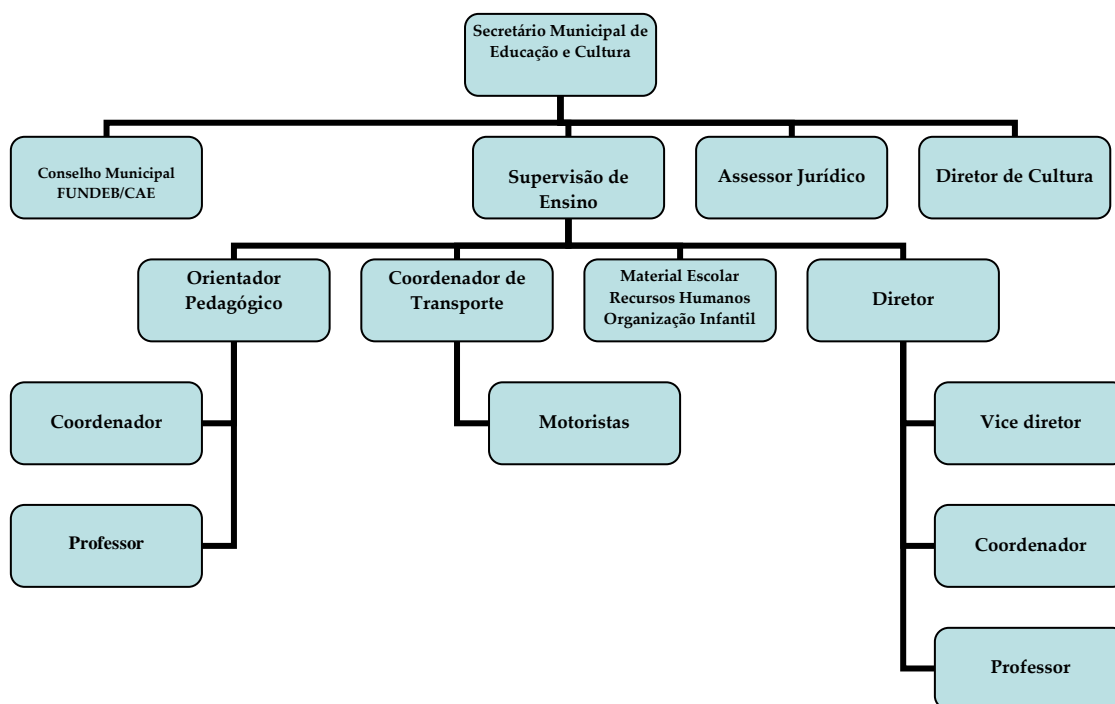 Secretário Municipal de
Educação e Cultura
Conselho Municipal
FUNDEB/CAE
Supervisão de
Ensino
Assessor Jurídico
Diretor de Cultura
Orientador
Pedagógico
Coordenador de
Transporte
Material Escolar
Recursos Humanos
Organização Infantil
Diretor
Coordenador
Motoristas
Vice diretor
Professor
Coordenador
Professor